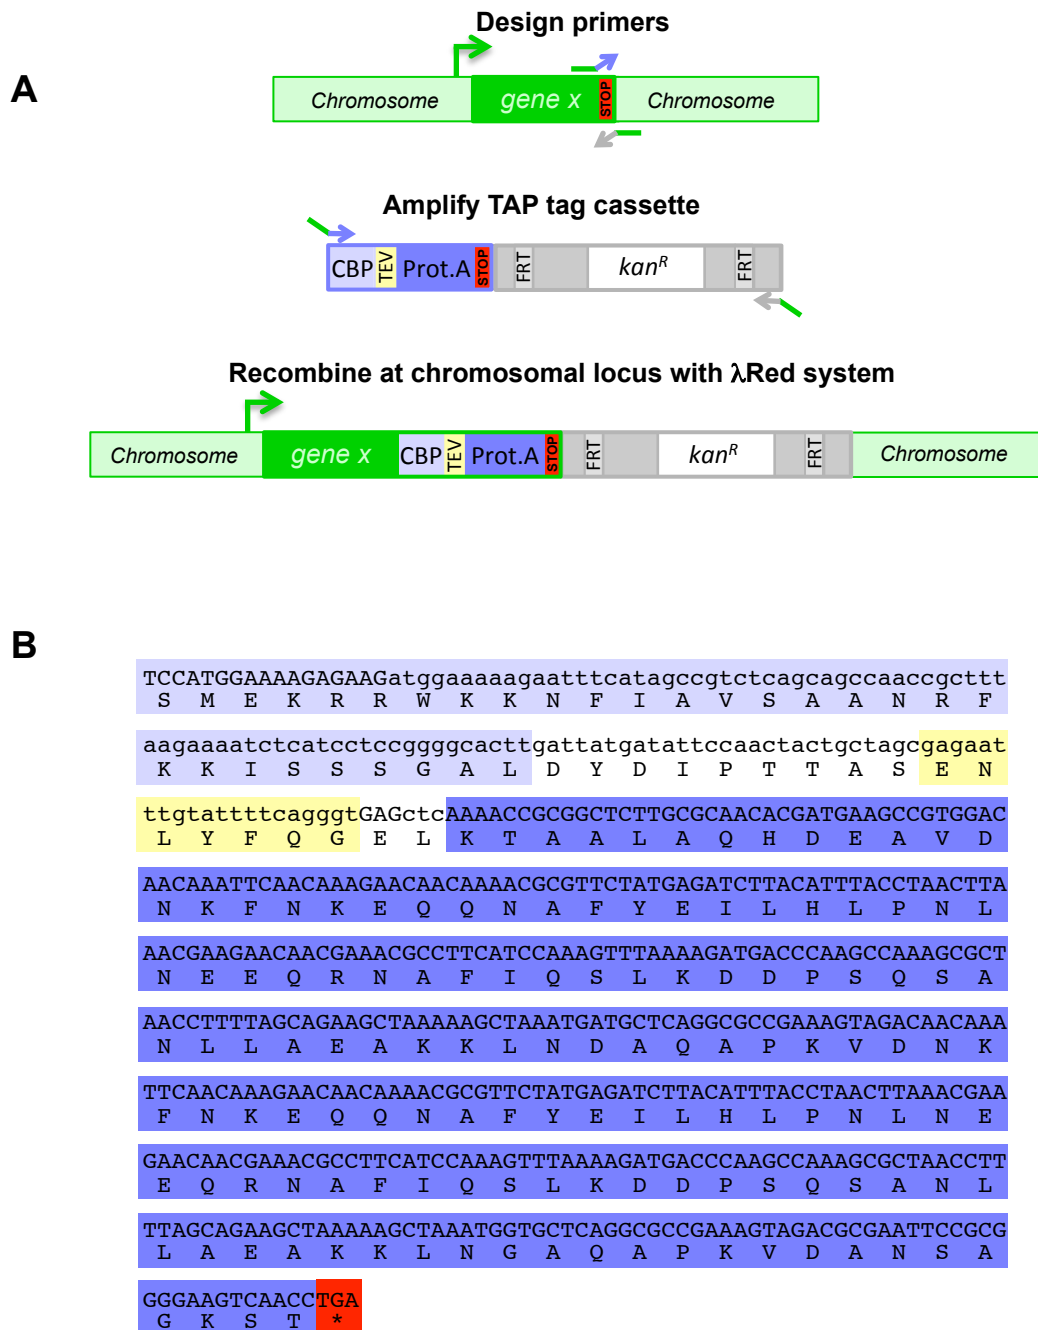 A
Design primers
Chromosome gene x STOP Chromosome
Amplify TAP tag cassette
CBP TEV Prot.A STOP FRT kanR FRT
Recombine at chromosomal locus with λRed system
Chromosome gene x CBP TEV Prot.A STOP FRT kanR FRT Chromosome
B
TCCATGGAAAAGAGAAGatggaaaaagaatttcatagccgtctcagcagccaaccgcttt
S M E K R R W K K N F I A V S A A N R F
aagaaaatctcatcctccggggcacttgattatgatattccaactactgctagcgagaat
K K I S S S G A L D Y D I P T T A S E N
ttgtattttcagggtGAGctcAAAACCGCGGCTCTTGCGCAACACGATGAAGCCGTGGAC
L Y F Q G E L K T A A L A Q H D E A V D
AACAAATTCAACAAAGAACAACAAAACGCGTTCTATGAGATCTTACATTTACCTAACTTA
N K F N K E Q Q N A F Y E I L H L P N L
AACGAAGAACAACGAAACGCCTTCATCCAAAGTTTAAAAGATGACCCAAGCCAAAGCGCT
N E E Q R N A F I Q S L K D D P S Q S A
AACCTTTTAGCAGAAGCTAAAAAGCTAAATGATGCTCAGGCGCCGAAAGTAGACAACAAA
N L L A E A K K L N D A Q A P K V D N K
TTCAACAAAGAACAACAAAACGCGTTCTATGAGATCTTACATTTACCTAACTTAAACGAA
F N K E Q Q N A F Y E I L H L P N L N E
GAACAACGAAACGCCTTCATCCAAAGTTTAAAAGATGACCCAAGCCAAAGCGCTAACCTT
E Q R N A F I Q S L K D D P S Q S A N L
TTAGCAGAAGCTAAAAAGCTAAATGGTGCTCAGGCGCCGAAAGTAGACGCGAATTCCGCG
L A E A K K L N G A Q A P K V D A N S A
GGGAAGTCAACCTGA
G K S T *